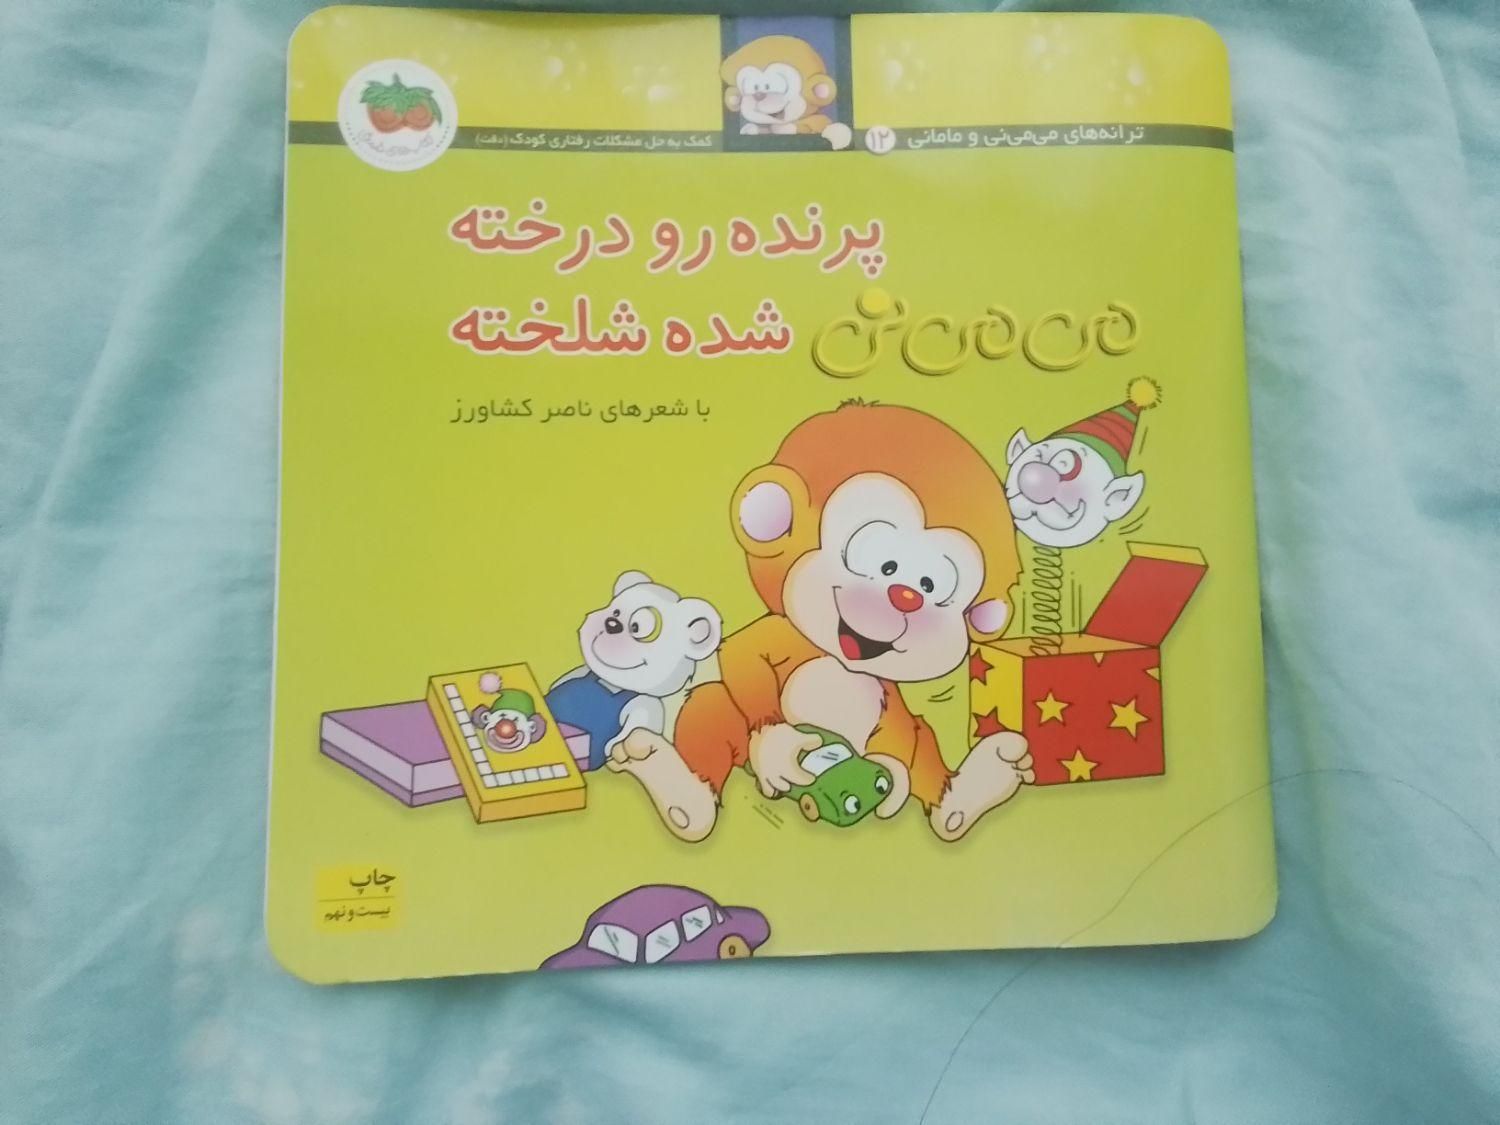 ترانه‌های می‌می‌نی و مامانی ۱۲
کمک به حل مشکلات رفتاری کودک (دقت)
پرنده رو درخته
می‌می‌نی شده شلخته
با شعرهای ناصر کشاورز
چاپ
بیست و نهم